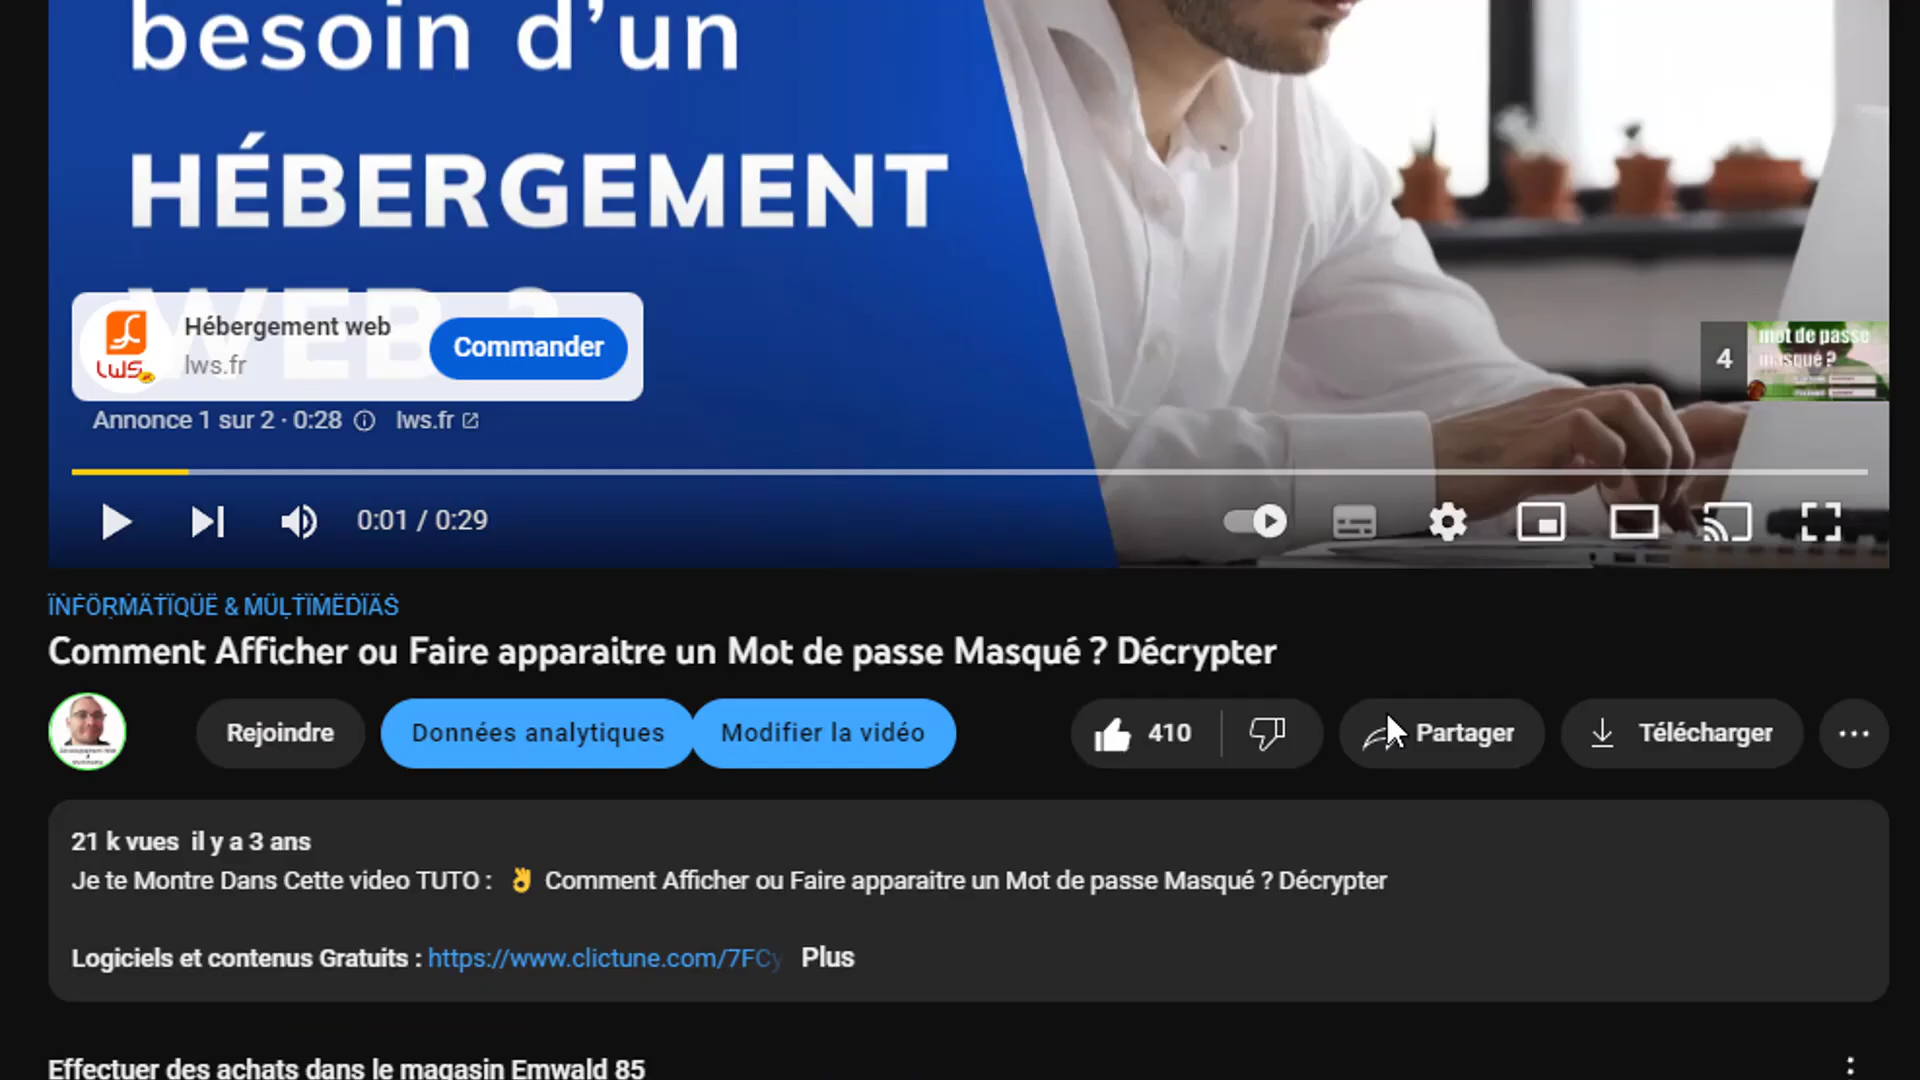 besoin d'un
HÉBERGEMENT
WEB ?
LWS
Hébergement web
lws.fr
Commander
4
mot de passe
masqué ?
Annonce 1 sur 2 · 0:28 lws.fr
0:01 / 0:29
ÏṄḞÖṚṀÄṪÏQÜЁ & ṀÜḶṪÏṀЁḊÏÄṠ
Comment Afficher ou Faire apparaitre un Mot de passe Masqué ? Décrypter
Rejoindre
Données analytiques
Modifier la vidéo
410
Partager
Télécharger
21 k vues il y a 3 ans
Je te Montre Dans Cette video TUTO : 👌 Comment Afficher ou Faire apparaitre un Mot de passe Masqué ? Décrypter
Logiciels et contenus Gratuits : https://www.clictune.com/7FCy Plus
Effectuer des achats dans le magasin Emwald 85